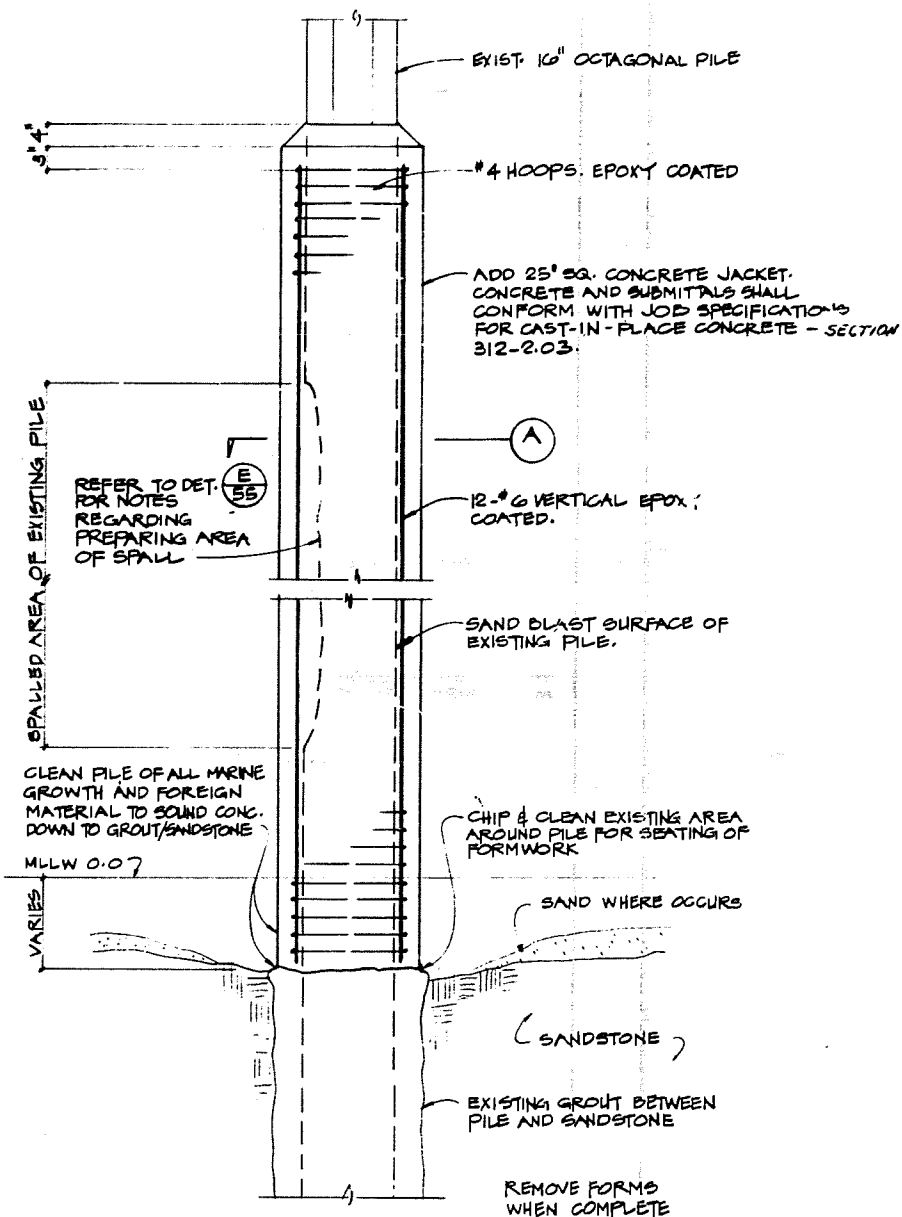 EXIST. 16" OCTAGONAL PILE
3" 4"
#4 HOOPS. EPOXY COATED
ADD 25" SQ. CONCRETE JACKET.
CONCRETE AND SUBMITTALS SHALL
CONFORM WITH JOB SPECIFICATIONS
FOR CAST-IN-PLACE CONCRETE - SECTION
312-2.03.
SPALLED AREA OF EXISTING PILE
A
REFER TO DET. E/55
FOR NOTES
REGARDING
PREPARING AREA
OF SPALL
12-#6 VERTICAL EPOXY
COATED.
SAND BLAST SURFACE OF
EXISTING PILE.
CLEAN PILE OF ALL MARINE
GROWTH AND FOREIGN
MATERIAL TO SOUND CONC.
DOWN TO GROUT/SANDSTONE
CHIP & CLEAN EXISTING AREA
AROUND PILE FOR SEATING OF
FORMWORK
MLLW 0.0
VARIES
SAND WHERE OCCURS
SANDSTONE
EXISTING GROUT BETWEEN
PILE AND SANDSTONE
REMOVE FORMS
WHEN COMPLETE